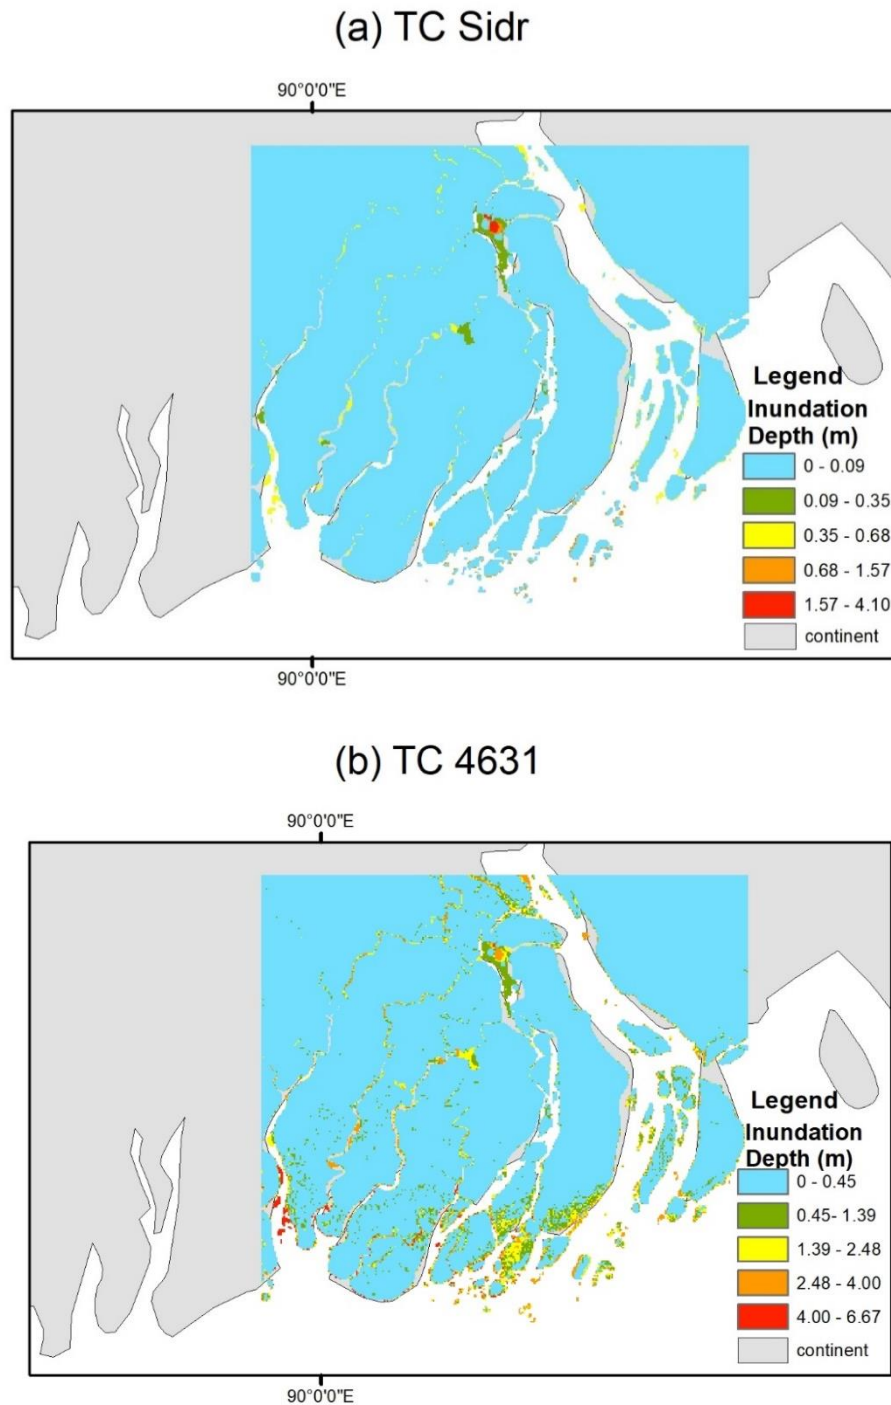 (a) TC Sidr
90°0'0"E
Legend
Inundation
Depth (m)
0 - 0.09
0.09 - 0.35
0.35 - 0.68
0.68 - 1.57
1.57 - 4.10
continent
90°0'0"E
(b) TC 4631
90°0'0"E
Legend
Inundation
Depth (m)
0 - 0.45
0.45- 1.39
1.39 - 2.48
2.48 - 4.00
4.00 - 6.67
continent
90°0'0"E